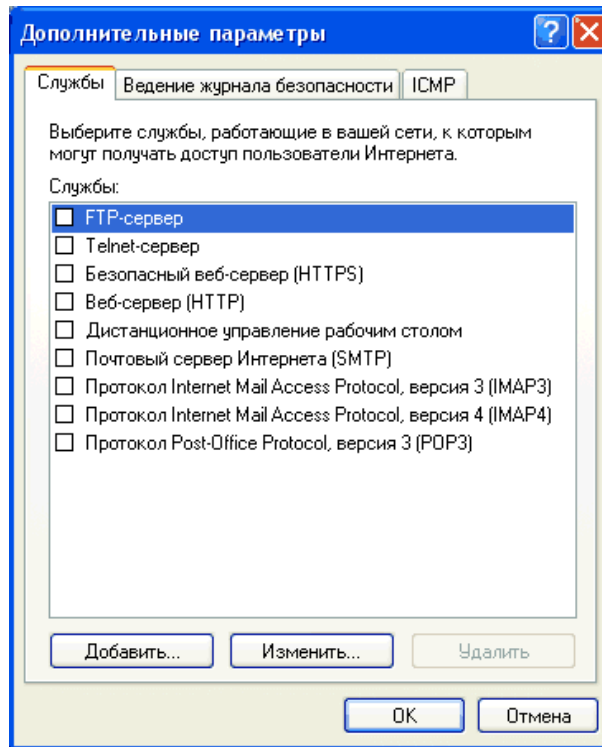 Дополнительные параметры
Службы
Ведение журнала безопасности
ICMP
Выберите службы, работающие в вашей сети, к которым
могут получать доступ пользователи Интернета.
Службы:
FTP-сервер
Telnet-сервер
Безопасный веб-сервер (HTTPS)
Веб-сервер (HTTP)
Дистанционное управление рабочим столом
Почтовый сервер Интернета (SMTP)
Протокол Internet Mail Access Protocol, версия 3 (IMAP3)
Протокол Internet Mail Access Protocol, версия 4 (IMAP4)
Протокол Post-Office Protocol, версия 3 (POP3)
Добавить...
Изменить...
Удалить
OK
Отмена